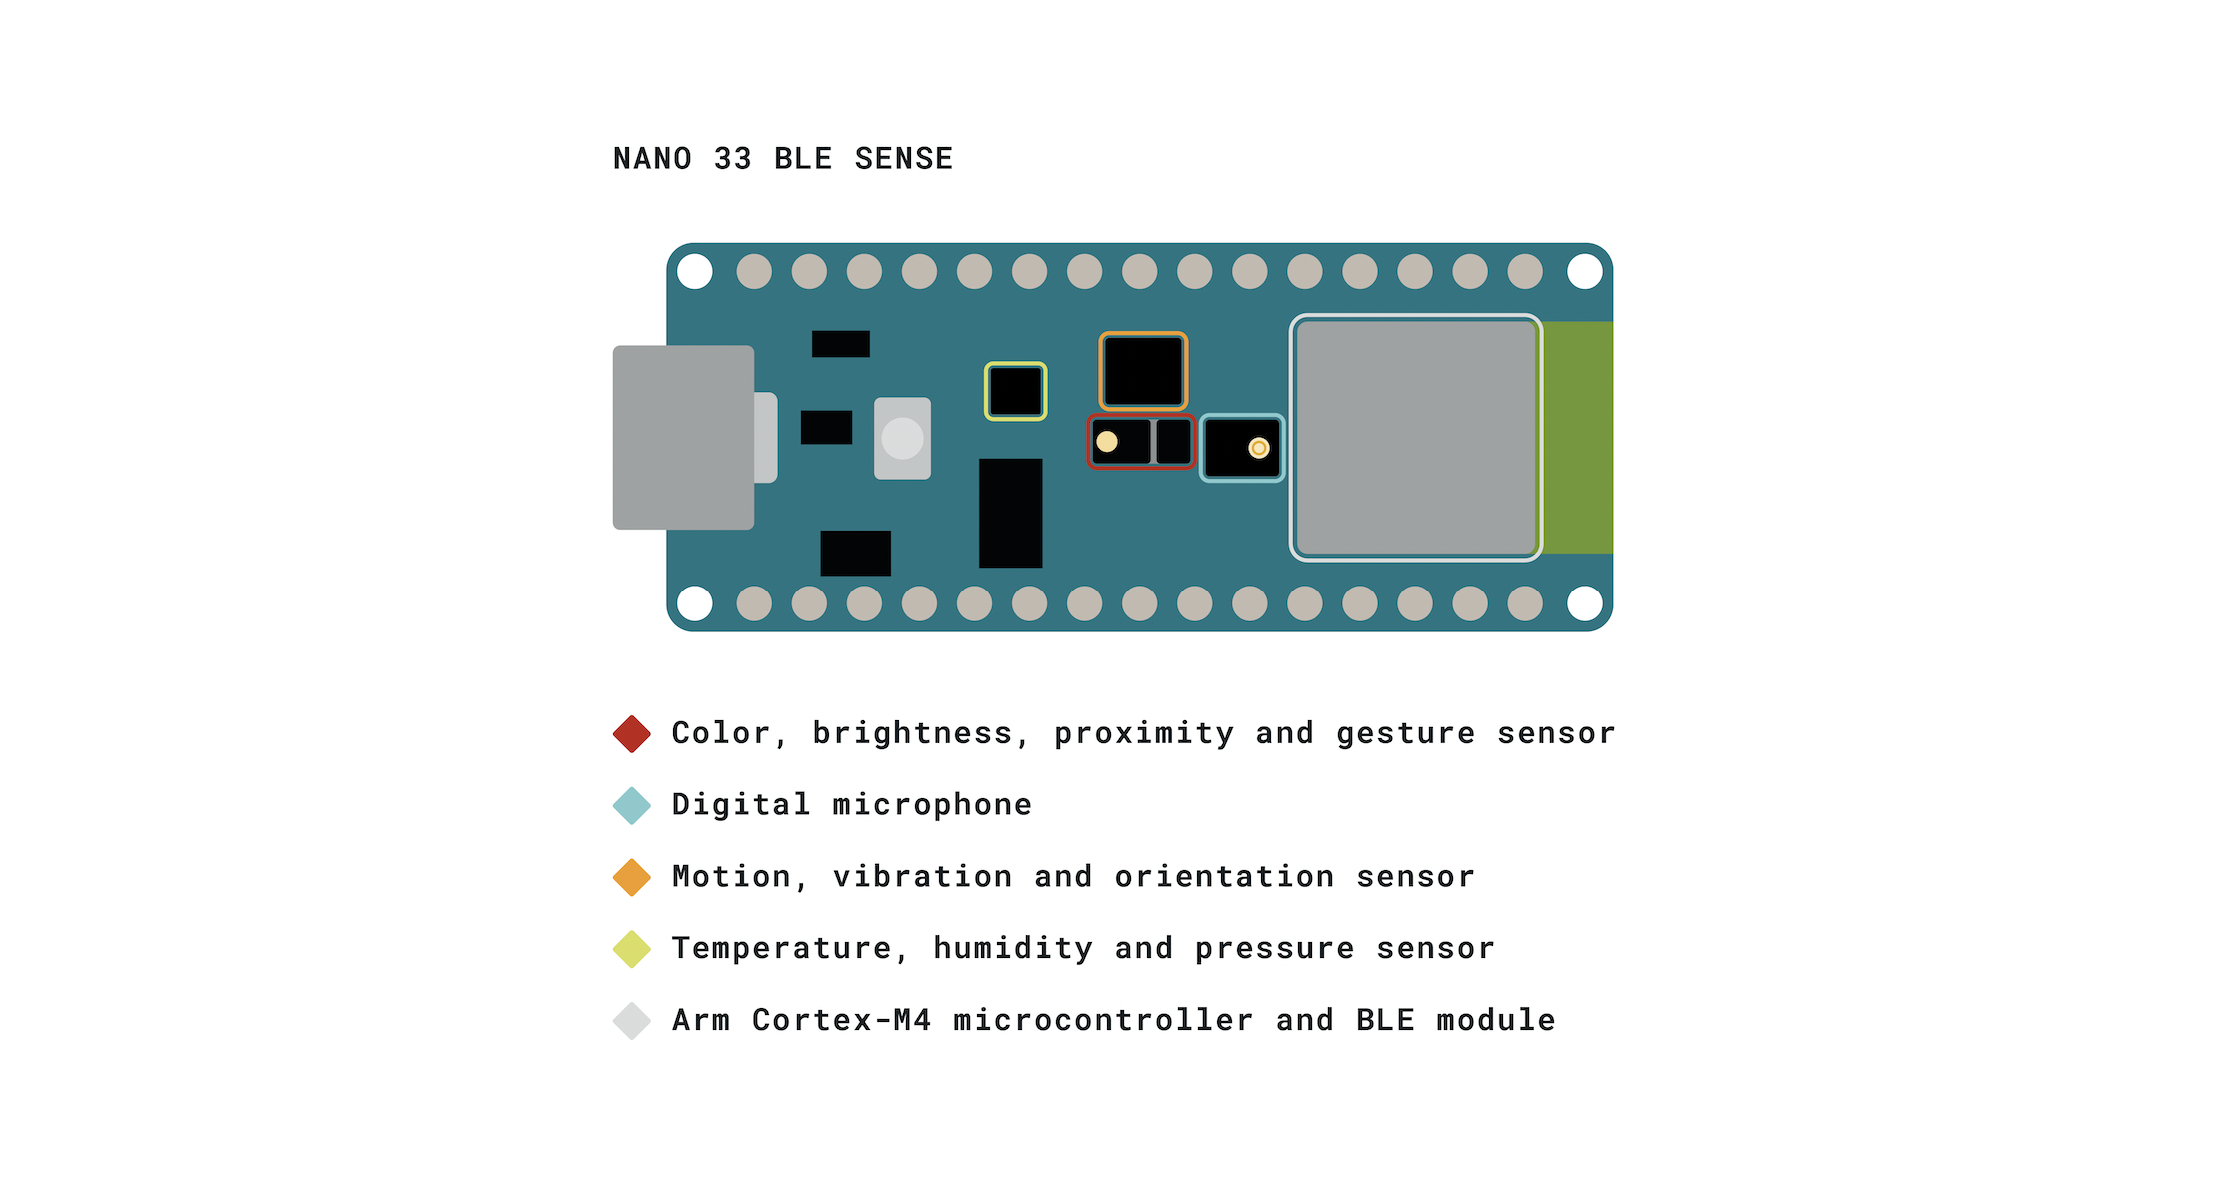 NANO 33 BLE SENSE
Color, brightness, proximity and gesture sensor
Digital microphone
Motion, vibration and orientation sensor
Temperature, humidity and pressure sensor
Arm Cortex-M4 microcontroller and BLE module